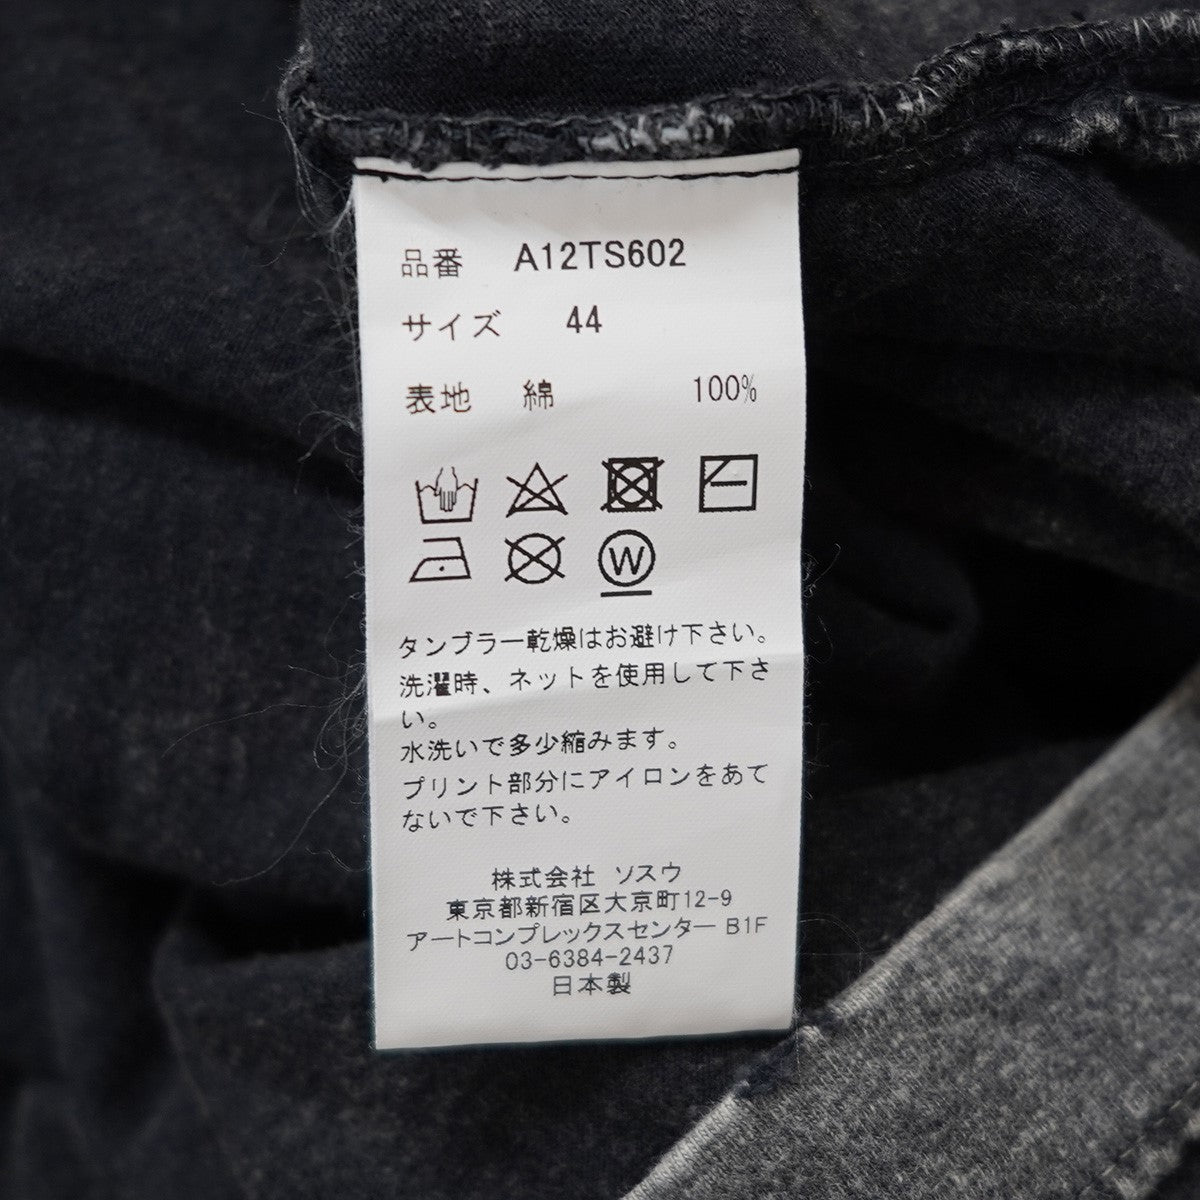 品番 A12TS602
サイズ 44
表地 綿 100%
W
タンブラー乾燥はお避け下さい。
洗濯時、ネットを使用して下さ
い。
水洗いで多少縮みます。
プリント部分にアイロンをあて
ないで下さい。
株式会社 ソスウ
東京都新宿区大京町12-9
アートコンプレックスセンター B1F
03-6384-2437
日本製